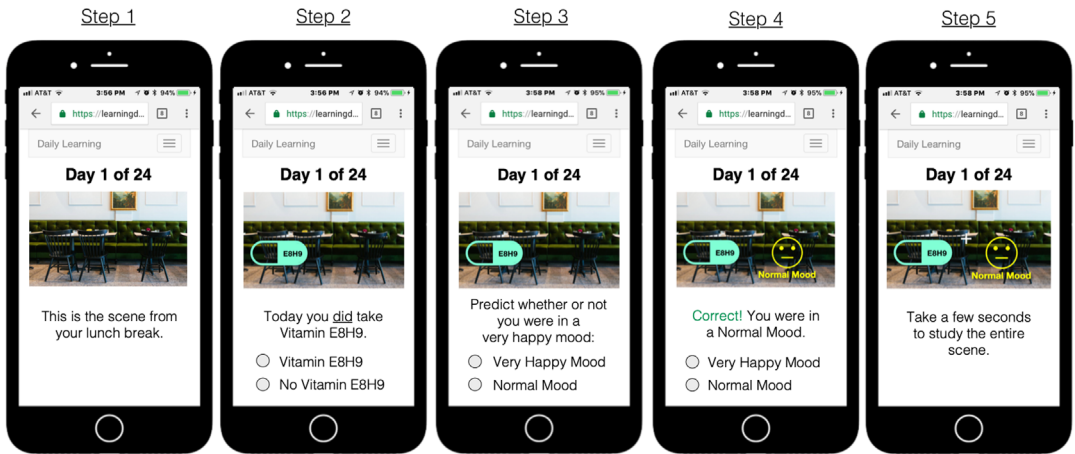 Step 1
Step 2
Step 3
Step 4
Step 5
AT&T 3:56 PM 94%
https://learningd... 8
Daily Learning
Day 1 of 24
This is the scene from
your lunch break.
AT&T 3:56 PM 94%
https://learningd... 8
Daily Learning
Day 1 of 24
E8H9
Today you did take
Vitamin E8H9.
Vitamin E8H9
No Vitamin E8H9
AT&T 3:58 PM 95%
https://learningd... 8
Daily Learning
Day 1 of 24
E8H9
Predict whether or not
you were in a
very happy mood:
Very Happy Mood
Normal Mood
AT&T 3:58 PM 95%
https://learningd... 8
Daily Learning
Day 1 of 24
E8H9
Normal Mood
Correct! You were in
a Normal Mood.
Very Happy Mood
Normal Mood
AT&T 3:58 PM 95%
https://learningd... 8
Daily Learning
Day 1 of 24
E8H9
Normal Mood
Take a few seconds
to study the entire
scene.